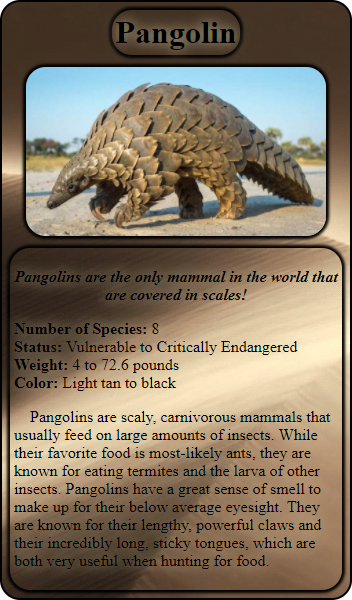 Pangolin
Pangolins are the only mammal in the world that
are covered in scales!
Number of Species: 8
Status: Vulnerable to Critically Endangered
Weight: 4 to 72.6 pounds
Color: Light tan to black
Pangolins are scaly, carnivorous mammals that
usually feed on large amounts of insects. While
their favorite food is most-likely ants, they are
known for eating termites and the larva of other
insects. Pangolins have a great sense of smell to
make up for their below average eyesight. They
are known for their lengthy, powerful claws and
their incredibly long, sticky tongues, which are
both very useful when hunting for food.